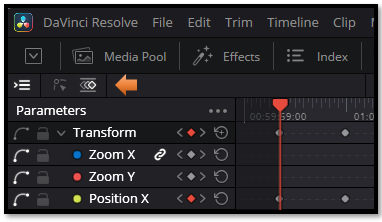 DaVinci Resolve File Edit Trim Timeline Clip
Media Pool Effects Index
Parameters
00:59:59:00
Transform
Zoom X
Zoom Y
Position X